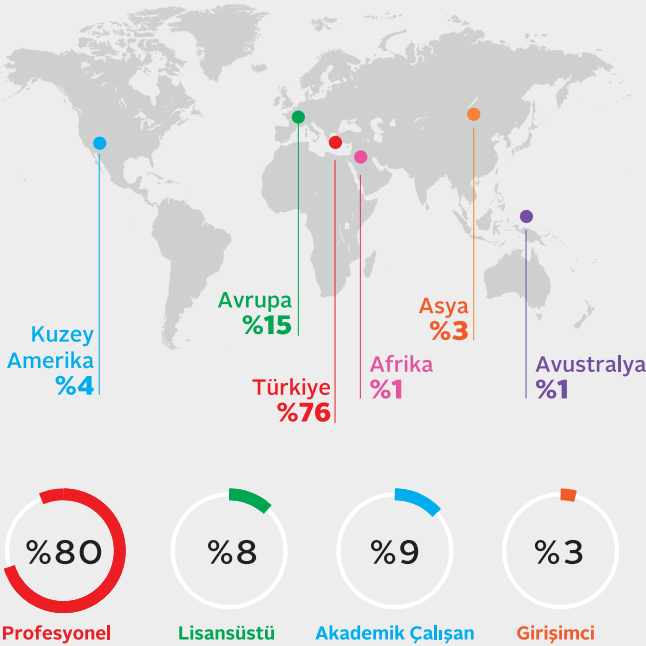 Kuzey
Amerika
%4
Avrupa
%15
Türkiye
%76
Afrika
%1
Asya
%3
Avustralya
%1
%80
Profesyonel
%8
Lisansüstü
%9
Akademik Çalışan
%3
Girişimci